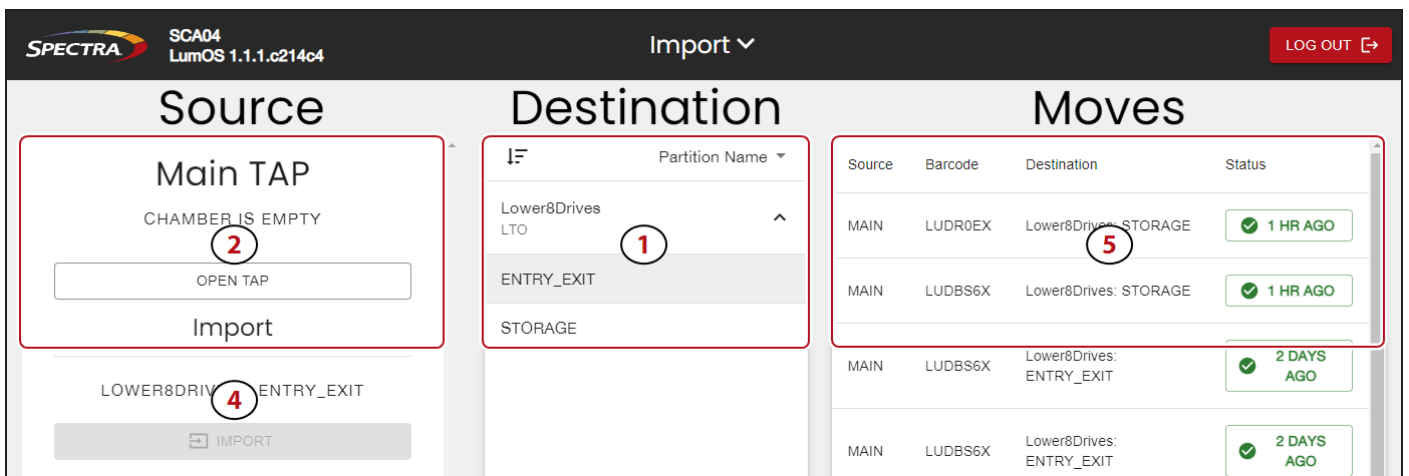 SPECTRA
SCA04
LumOS 1.1.1.c214c4
Import
LOG OUT
Source
Destination
Moves
Main TAP
CHAMBER IS EMPTY
2
OPEN TAP
Import
LOWER8DRIV ENTRY_EXIT
4
IMPORT
Partition Name
Lower8Drives
LTO
1
ENTRY_EXIT
STORAGE
Source Barcode Destination Status
MAIN LUDR0EX Lower8Drives: STORAGE 1 HR AGO
5
MAIN LUDBS6X Lower8Drives: STORAGE 1 HR AGO
MAIN LUDBS6X Lower8Drives: ENTRY_EXIT 2 DAYS AGO
MAIN LUDBS6X Lower8Drives: ENTRY_EXIT 2 DAYS AGO